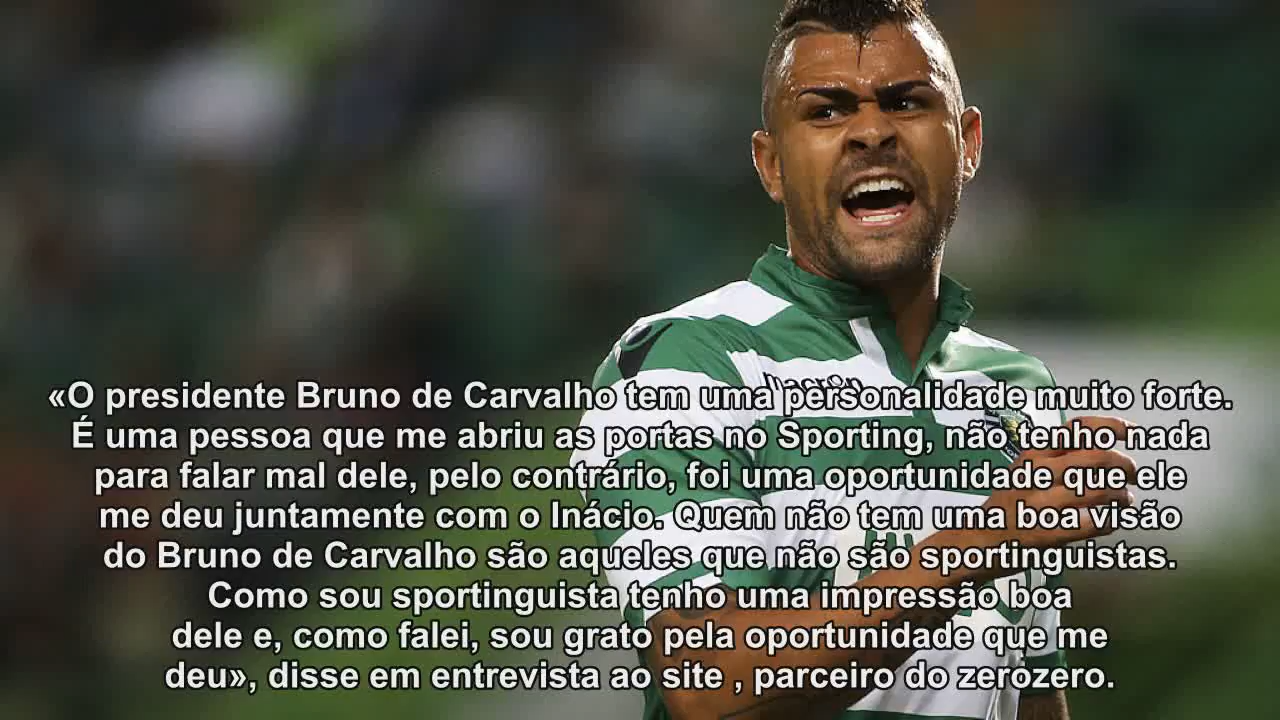 «O presidente Bruno de Carvalho tem uma personalidade muito forte.
É uma pessoa que me abriu as portas no Sporting, não tenho nada
para falar mal dele, pelo contrário, foi uma oportunidade que ele
me deu juntamente com o Inácio. Quem não tem uma boa visão
do Bruno de Carvalho são aqueles que não são sportinguistas.
Como sou sportinguista tenho uma impressão boa
dele e, como falei, sou grato pela oportunidade que me
deu», disse em entrevista ao site , parceiro do zerozero.